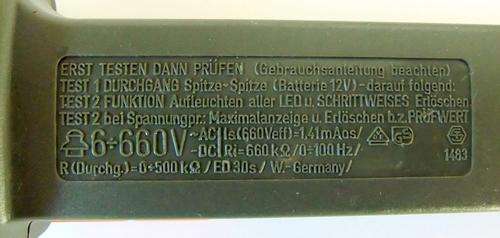 ERST TESTEN DANN PRÜFEN (Gebrauchsanleitung beachten)
TEST 1 DURCHGANG Spitze-Spitze (Batterie 12V) - darauf folgend:
TEST 2 FUNKTION Aufleuchten aller LED u. SCHRITTWEISES Erlöschen.
TEST 2 bei Spannungpr.: Maximalanzeige u. Erlöschen b.z. PRÜFWERT
6÷660V ~AC Is(660Veff)=1,41mAos/
-DC Ri=660kΩ/0÷100Hz/
R (Durchg.)=0÷500kΩ/ED 30s/ W.-Germany/
1483